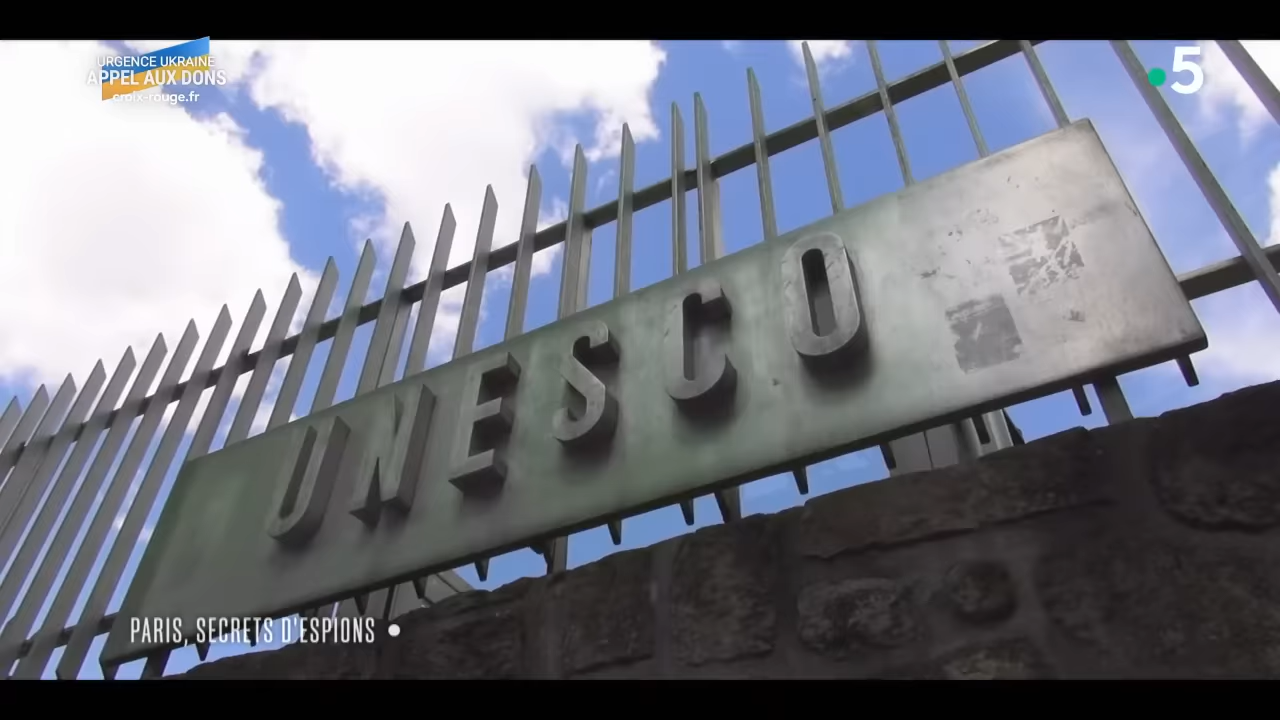 URGENCE UKRAINE
APPEL AUX DONS
croix-rouge.fr
5
UNESCO
PARIS, SECRETS D'ESPIONS